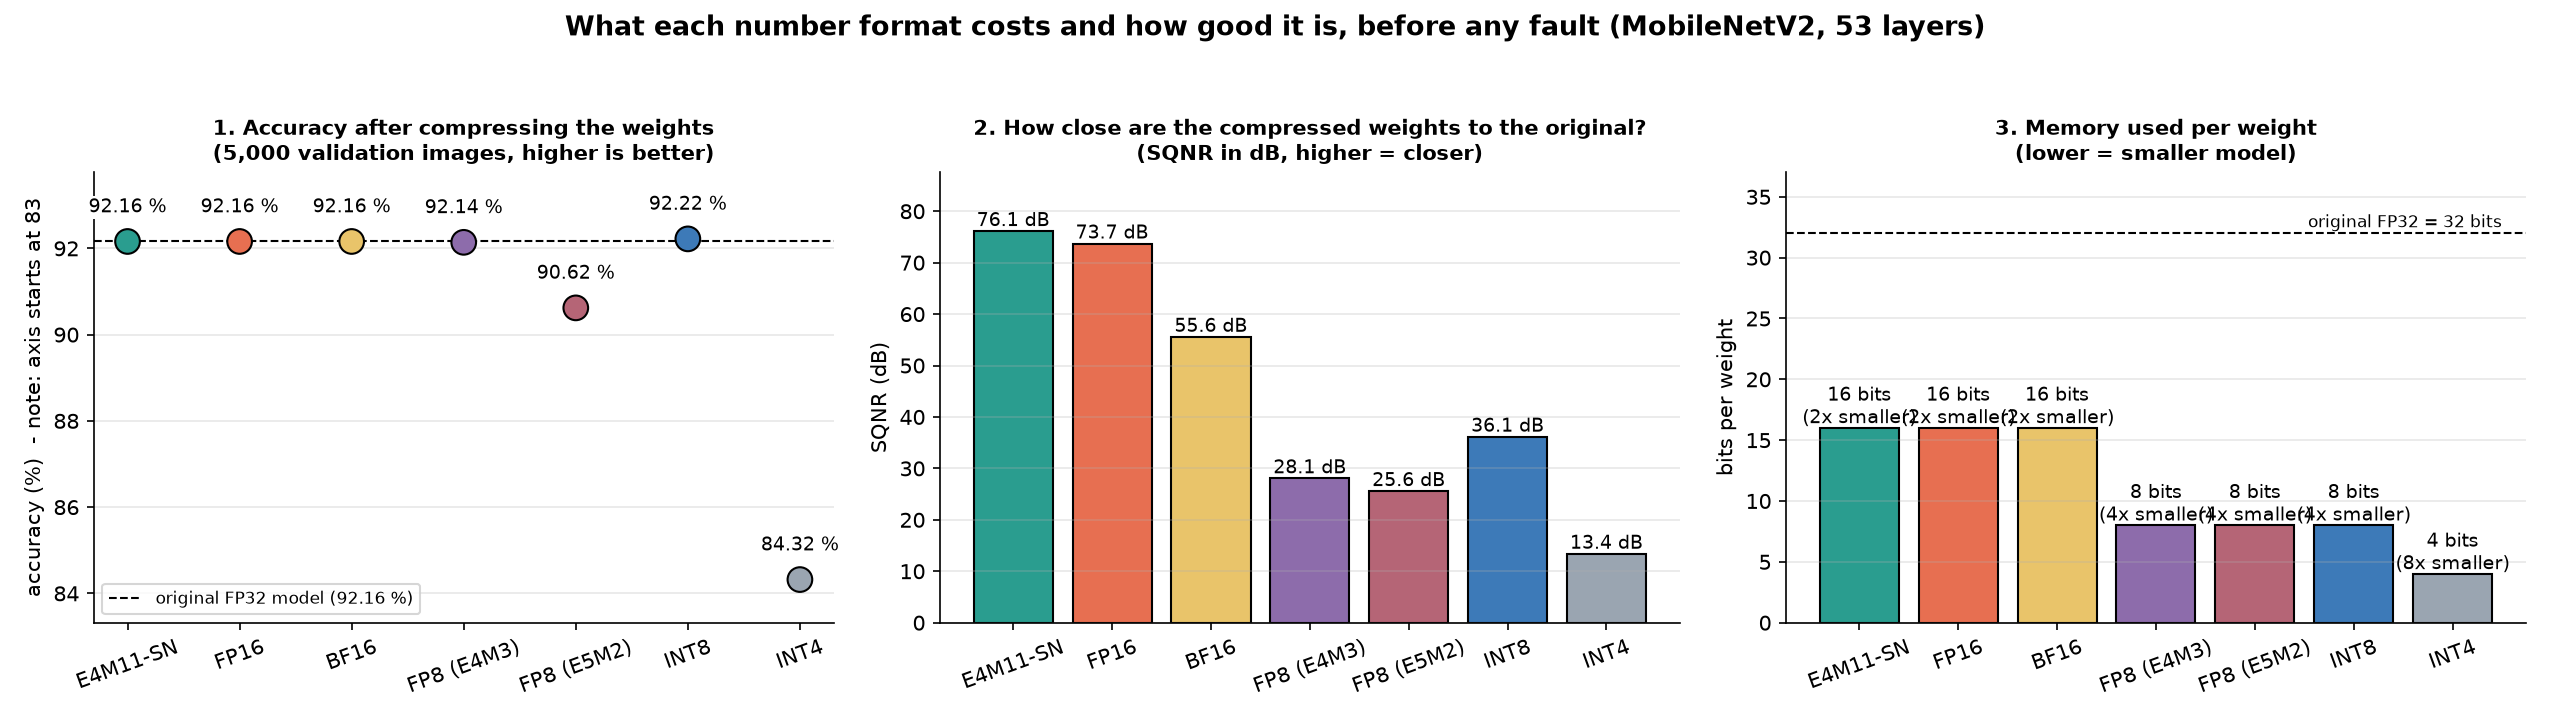 What each number format costs and how good it is, before any fault (MobileNetV2, 53 layers)
1. Accuracy after compressing the weights
(5,000 validation images, higher is better)
accuracy (%)  - note: axis starts at 83
92
90
88
86
84
92.16 %
92.16 %
92.16 %
92.14 %
90.62 %
92.22 %
84.32 %
original FP32 model (92.16 %)
E4M11-SN
FP16
BF16
FP8 (E4M3)
FP8 (E5M2)
INT8
INT4
2. How close are the compressed weights to the original?
(SQNR in dB, higher = closer)
SQNR (dB)
80
70
60
50
40
30
20
10
0
76.1 dB
73.7 dB
55.6 dB
28.1 dB
25.6 dB
36.1 dB
13.4 dB
E4M11-SN
FP16
BF16
FP8 (E4M3)
FP8 (E5M2)
INT8
INT4
3. Memory used per weight
(lower = smaller model)
bits per weight
35
30
25
20
15
10
5
0
original FP32 = 32 bits
16 bits
(2x smaller)
16 bits
(2x smaller)
16 bits
(2x smaller)
8 bits
(4x smaller)
8 bits
(4x smaller)
8 bits
(4x smaller)
4 bits
(8x smaller)
E4M11-SN
FP16
BF16
FP8 (E4M3)
FP8 (E5M2)
INT8
INT4